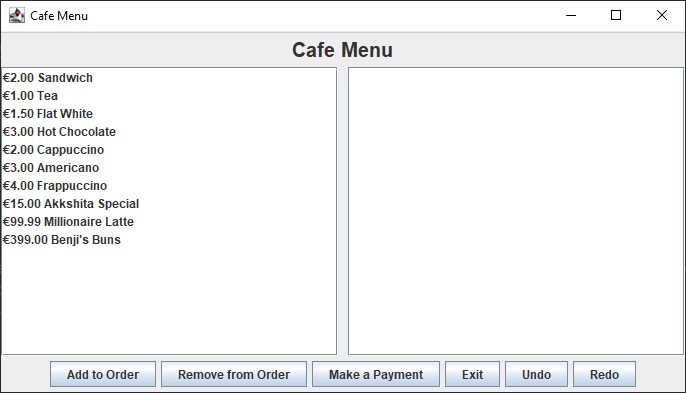 Cafe Menu
Cafe Menu
€2.00 Sandwich
€1.00 Tea
€1.50 Flat White
€3.00 Hot Chocolate
€2.00 Cappuccino
€3.00 Americano
€4.00 Frappuccino
€15.00 Akkshita Special
€99.99 Millionaire Latte
€399.00 Benji's Buns
Add to Order Remove from Order Make a Payment Exit Undo Redo